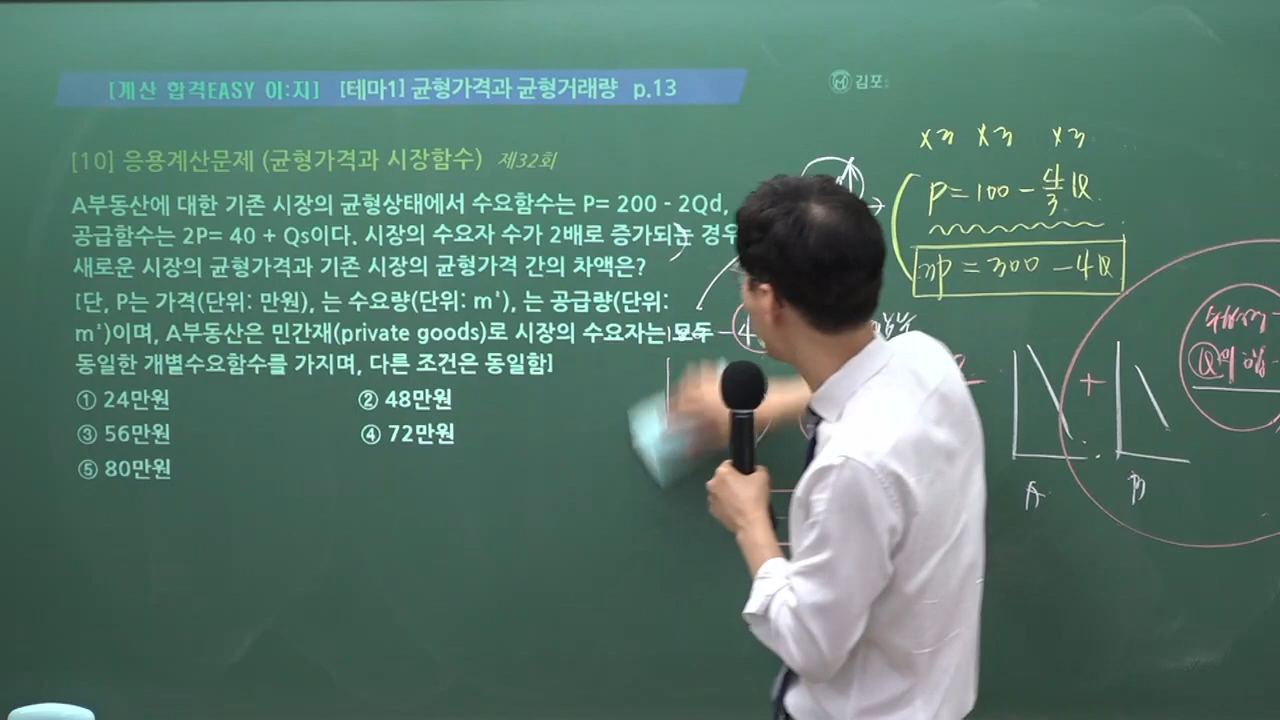 [계산 합격EASY 이:지] [테마1] 균형가격과 균형거래량 p.13
김포
[10] 응용계산문제 (균형가격과 시장함수) 제32회
A부동산에 대한 기존 시장의 균형상태에서 수요함수는 P= 200 - 2Qd,
공급함수는 2P= 40 + Qs이다. 시장의 수요자 수가 2배로 증가되는 경우
새로운 시장의 균형가격과 기존 시장의 균형가격 간의 차액은?
[단, P는 가격(단위: 만원), 는 수요량(단위: m²), 는 공급량(단위:
m²)이며, A부동산은 민간재(private goods)로 시장의 수요자는 모두
동일한 개별수요함수를 가지며, 다른 조건은 동일함]
① 24만원 ② 48만원
③ 56만원 ④ 72만원
⑤ 80만원
x3 x3 x3
P=100-4/3Q
3P=300-4Q
+
A B